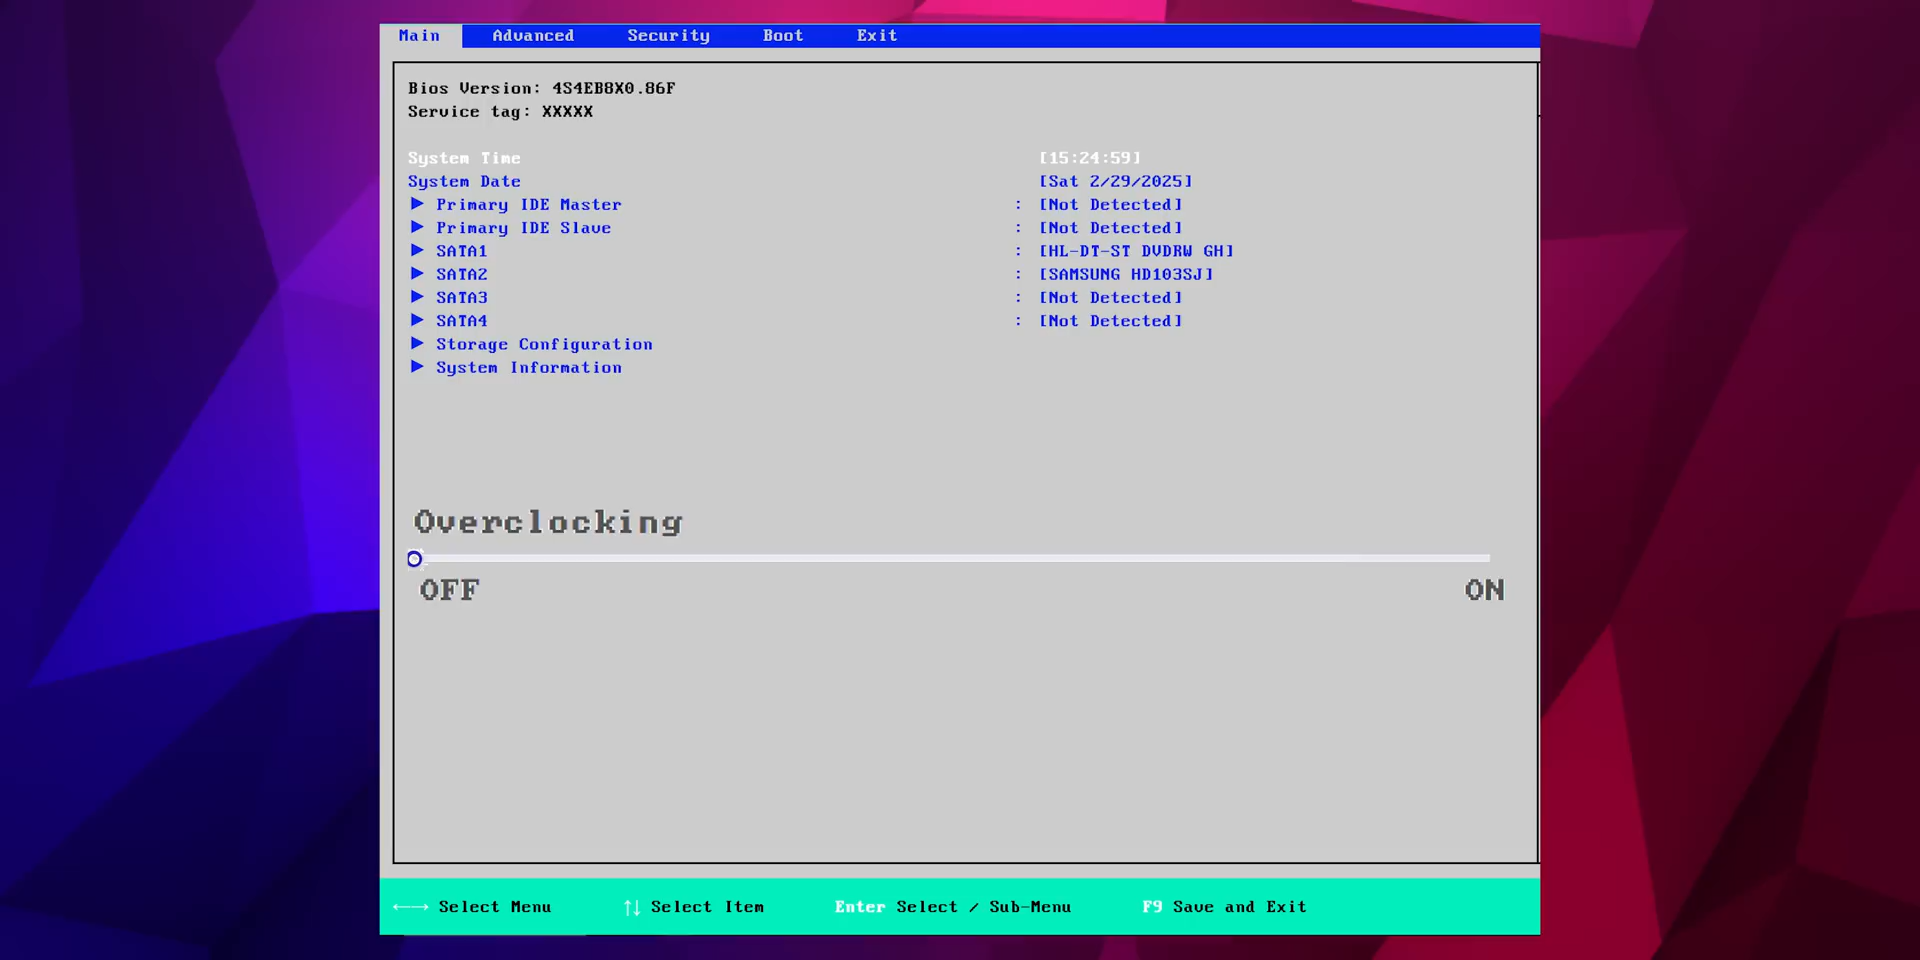 Main Advanced Security Boot Exit
Bios Version: 4S4EB8X0.86F
Service tag: XXXXX
System Time [15:24:59]
System Date [Sat 2/29/2025]
▶ Primary IDE Master : [Not Detected]
▶ Primary IDE Slave : [Not Detected]
▶ SATA1 : [HL-DT-ST DVDRW GH]
▶ SATA2 : [SAMSUNG HD103SJ]
▶ SATA3 : [Not Detected]
▶ SATA4 : [Not Detected]
▶ Storage Configuration
▶ System Information
Overclocking
OFF ON
←→ Select Menu ↑↓ Select Item Enter Select / Sub-Menu F9 Save and Exit